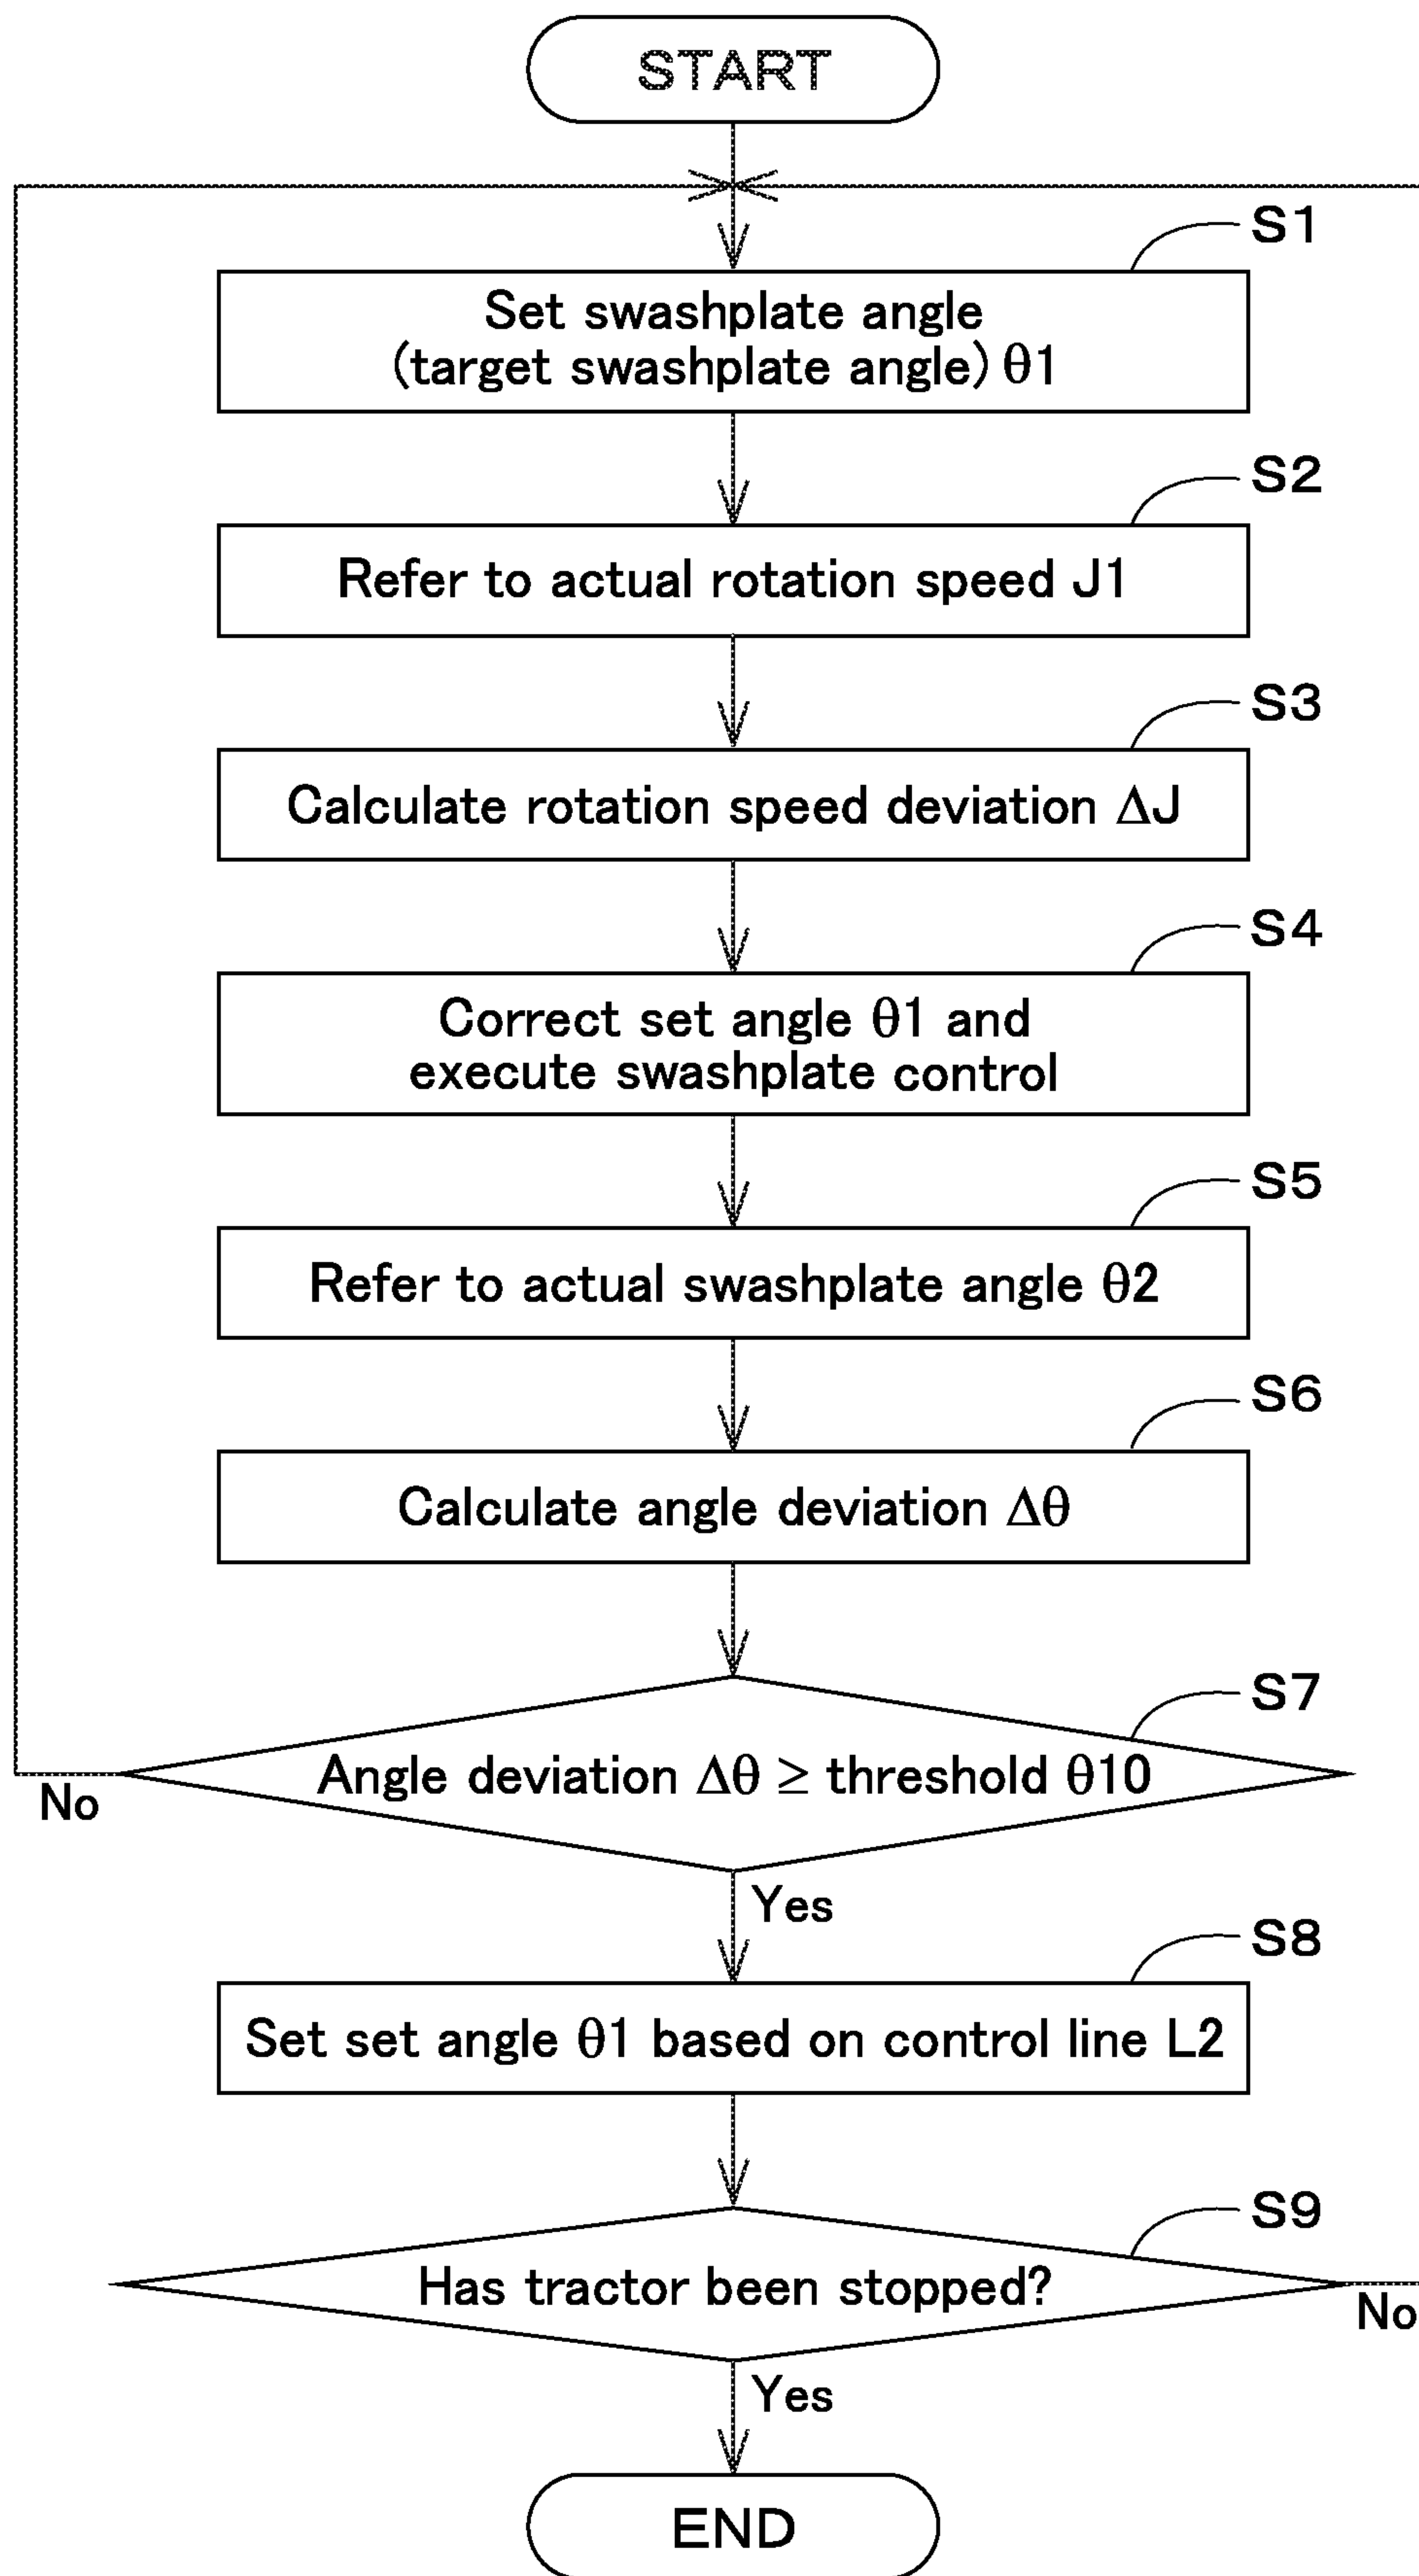 START
S1
Set swashplate angle
(target swashplate angle) θ1
S2
Refer to actual rotation speed J1
S3
Calculate rotation speed deviation ΔJ
S4
Correct set angle θ1 and
execute swashplate control
S5
Refer to actual swashplate angle θ2
S6
Calculate angle deviation Δθ
S7
Angle deviation Δθ ≥ threshold θ10
No
Yes
S8
Set set angle θ1 based on control line L2
S9
Has tractor been stopped?
No
Yes
END